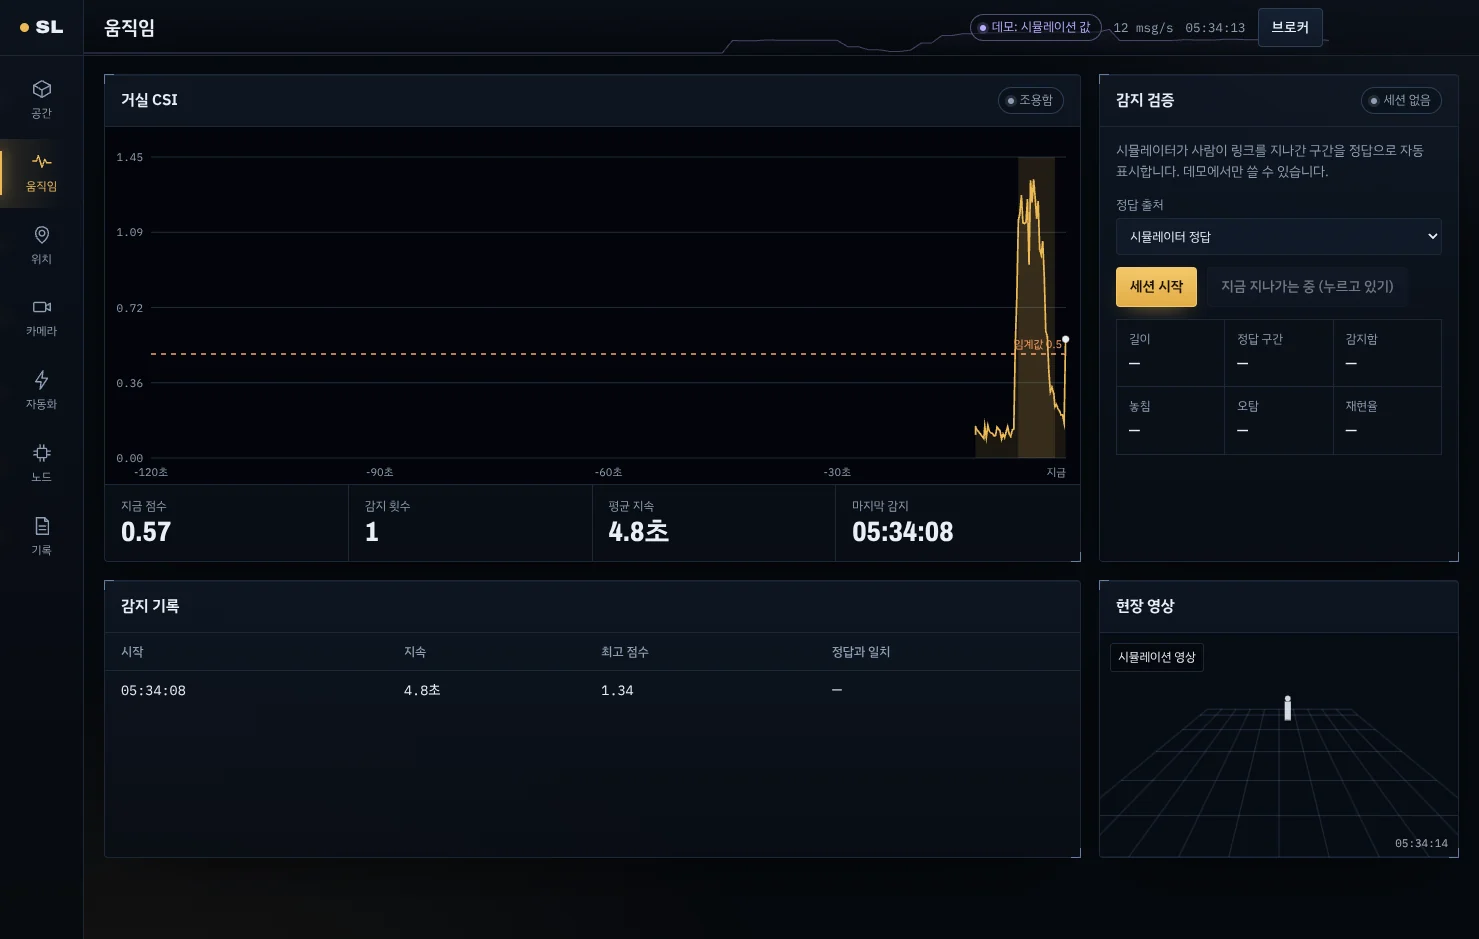 SL
움직임
데모: 시뮬레이션 값
12 msg/s
05:34:13
브로커
공간
움직임
위치
카메라
자동화
노드
기록
거실 CSI
조용함
1.45
1.09
0.72
0.36
0.00
임계값 0.5
-120초
-90초
-60초
-30초
지금
지금 점수
0.57
감지 횟수
1
평균 지속
4.8초
마지막 감지
05:34:08
감지 검증
세션 없음
시뮬레이터가 사람이 링크를 지나간 구간을 정답으로 자동
표시합니다. 데모에서만 쓸 수 있습니다.
정답 출처
시뮬레이터 정답
세션 시작
지금 지나가는 중 (누르고 있기)
길이
—
정답 구간
—
감지함
—
놓침
—
오탐
—
재현율
—
감지 기록
시작
지속
최고 점수
정답과 일치
05:34:08
4.8초
1.34
—
현장 영상
시뮬레이션 영상
05:34:14